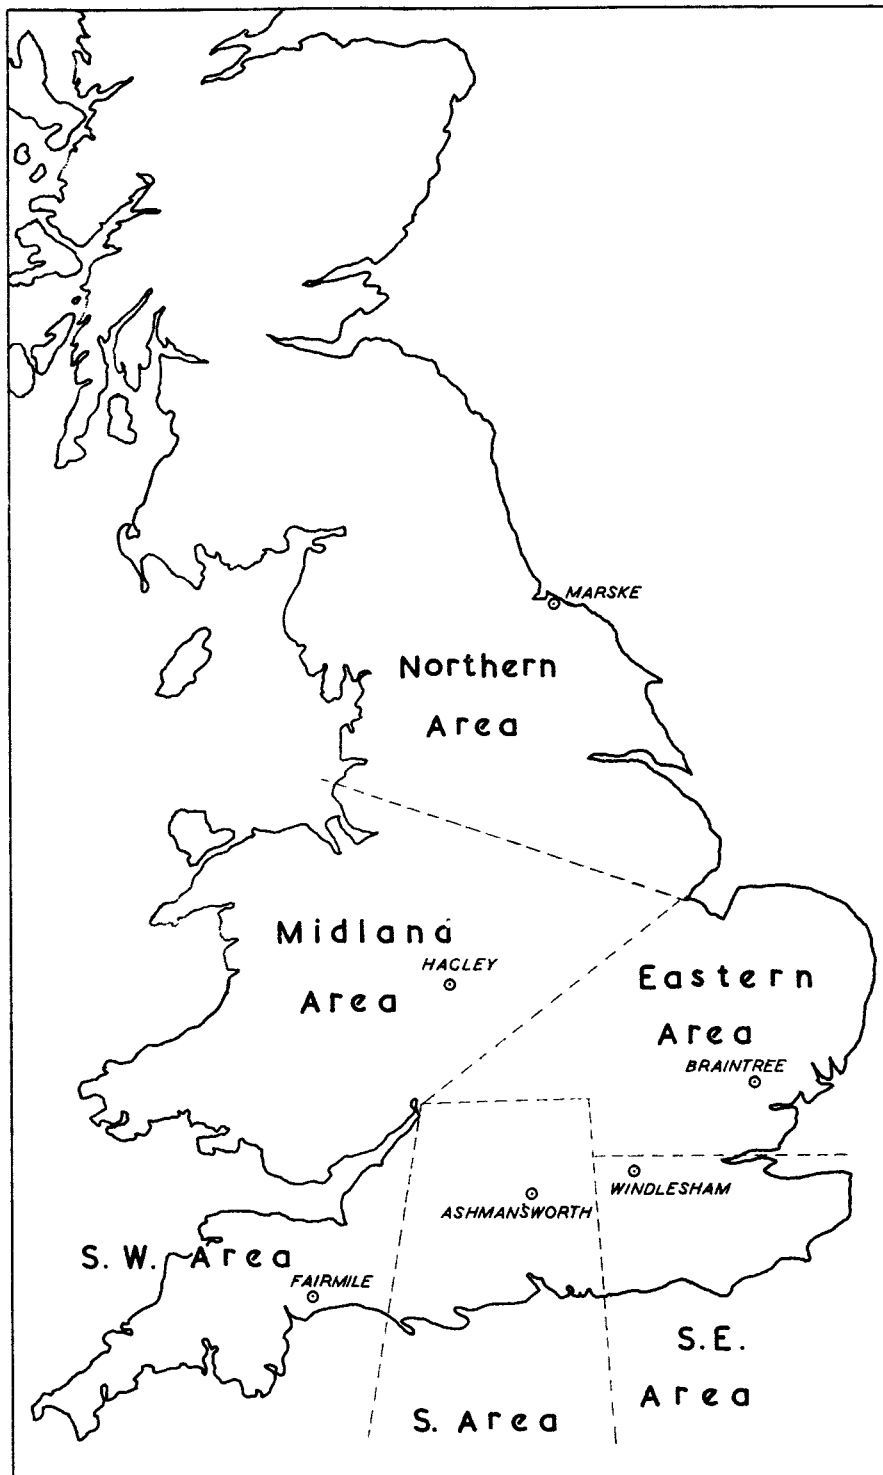 MARSKE
Northern
Area
Midland
HAGLEY
Area
Eastern
Area
BRAINTREE
WINDLESHAM
ASHMANSWORTH
S. W. Area
FAIRMILE
S. E.
Area
S. Area